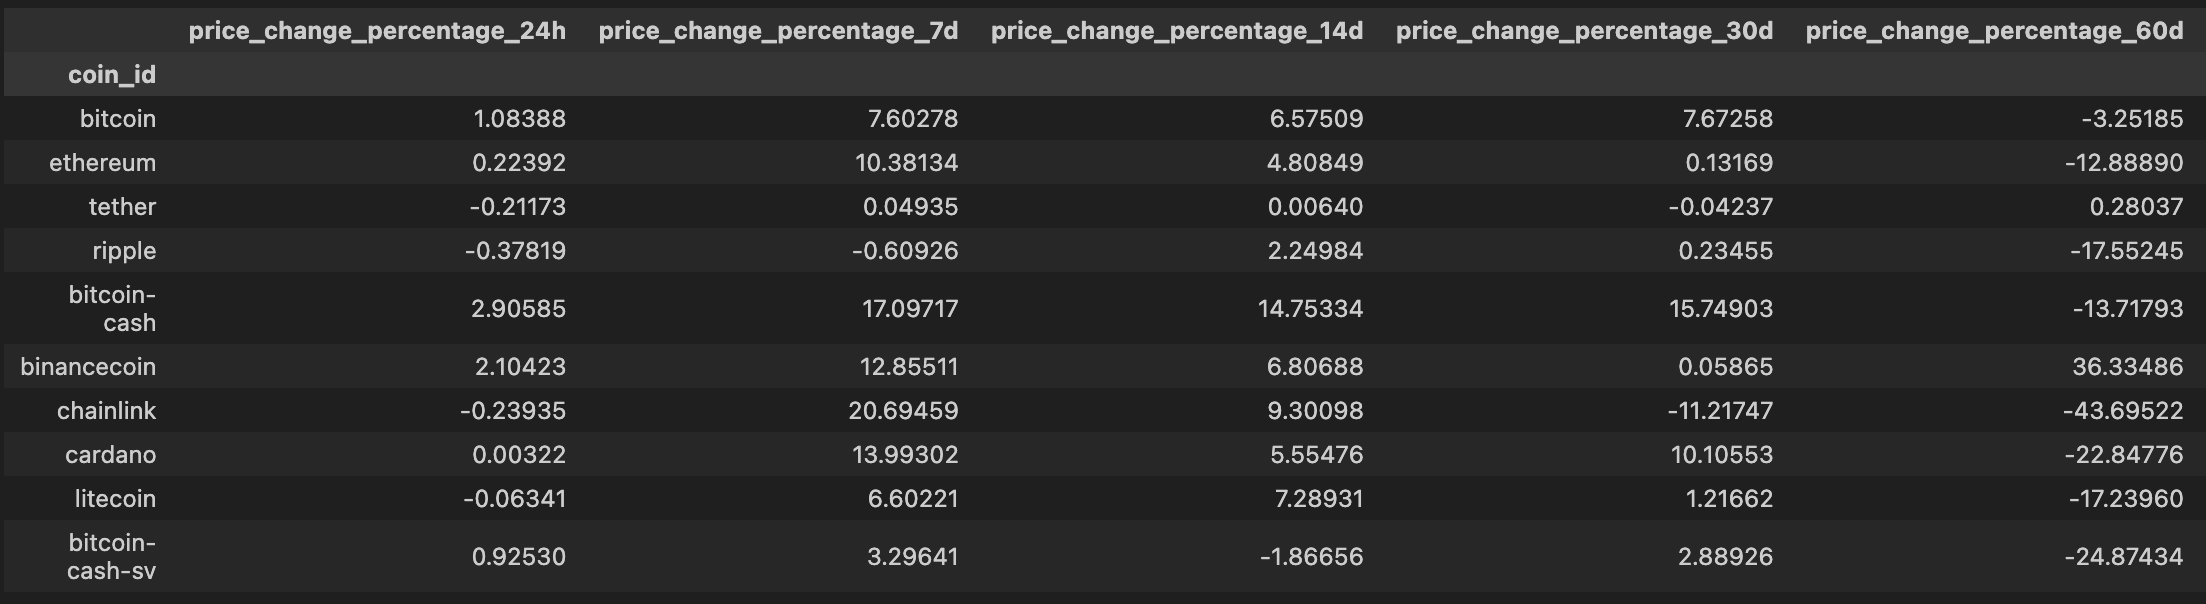 price_change_percentage_24h price_change_percentage_7d price_change_percentage_14d price_change_percentage_30d price_change_percentage_60d
coin_id
bitcoin 1.08388 7.60278 6.57509 7.67258 -3.25185
ethereum 0.22392 10.38134 4.80849 0.13169 -12.88890
tether -0.21173 0.04935 0.00640 -0.04237 0.28037
ripple -0.37819 -0.60926 2.24984 0.23455 -17.55245
bitcoin-
cash 2.90585 17.09717 14.75334 15.74903 -13.71793
binancecoin 2.10423 12.85511 6.80688 0.05865 36.33486
chainlink -0.23935 20.69459 9.30098 -11.21747 -43.69522
cardano 0.00322 13.99302 5.55476 10.10553 -22.84776
litecoin -0.06341 6.60221 7.28931 1.21662 -17.23960
bitcoin-
cash-sv 0.92530 3.29641 -1.86656 2.88926 -24.87434